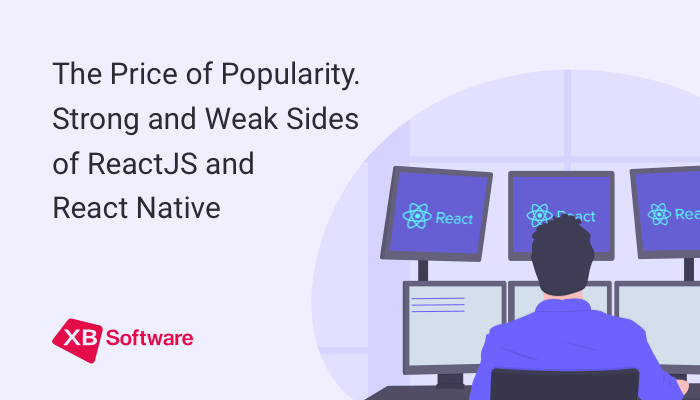 The Price of Popularity.
Strong and Weak Sides
of ReactJS and
React Native
XB Software
React
React
Rea